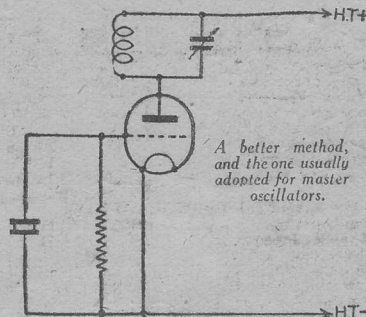 H.T+
A better method,
and the one usually
adopted for master
oscillators.
HT-